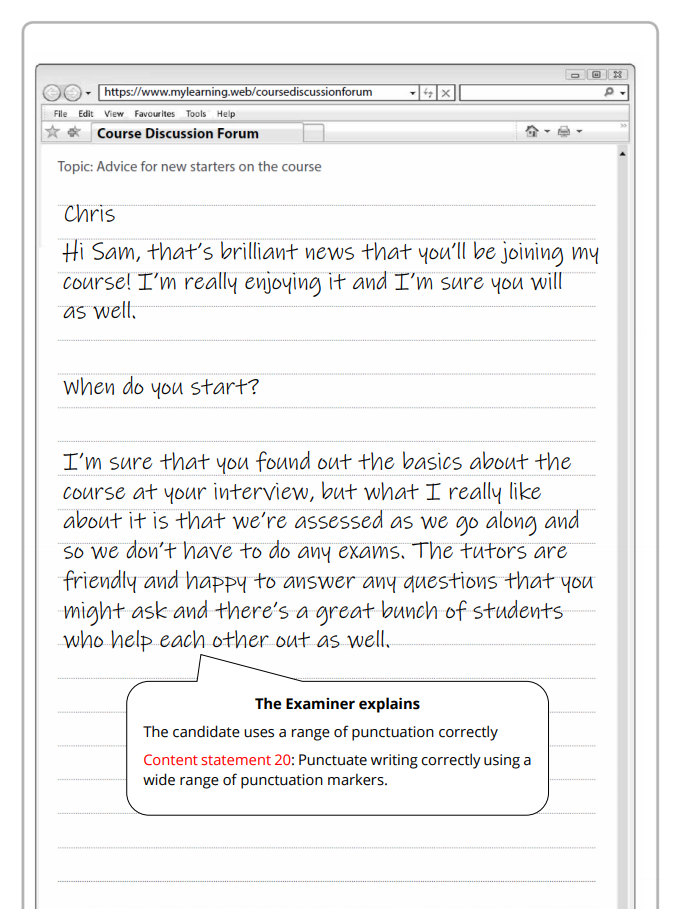 https://www.mylearning.web/coursediscussionforum
File Edit View Favourites Tools Help
Course Discussion Forum
Topic: Advice for new starters on the course
Chris
Hi Sam, that's brilliant news that you'll be joining my
course! I'm really enjoying it and I'm sure you will
as well.
When do you start?
I'm sure that you found out the basics about the
course at your interview, but what I really like
about it is that we're assessed as we go along and
so we don't have to do any exams. The tutors are
friendly and happy to answer any questions that you
might ask and there's a great bunch of students
who help each other out as well.
The Examiner explains
The candidate uses a range of punctuation correctly
Content statement 20: Punctuate writing correctly using a
wide range of punctuation markers.